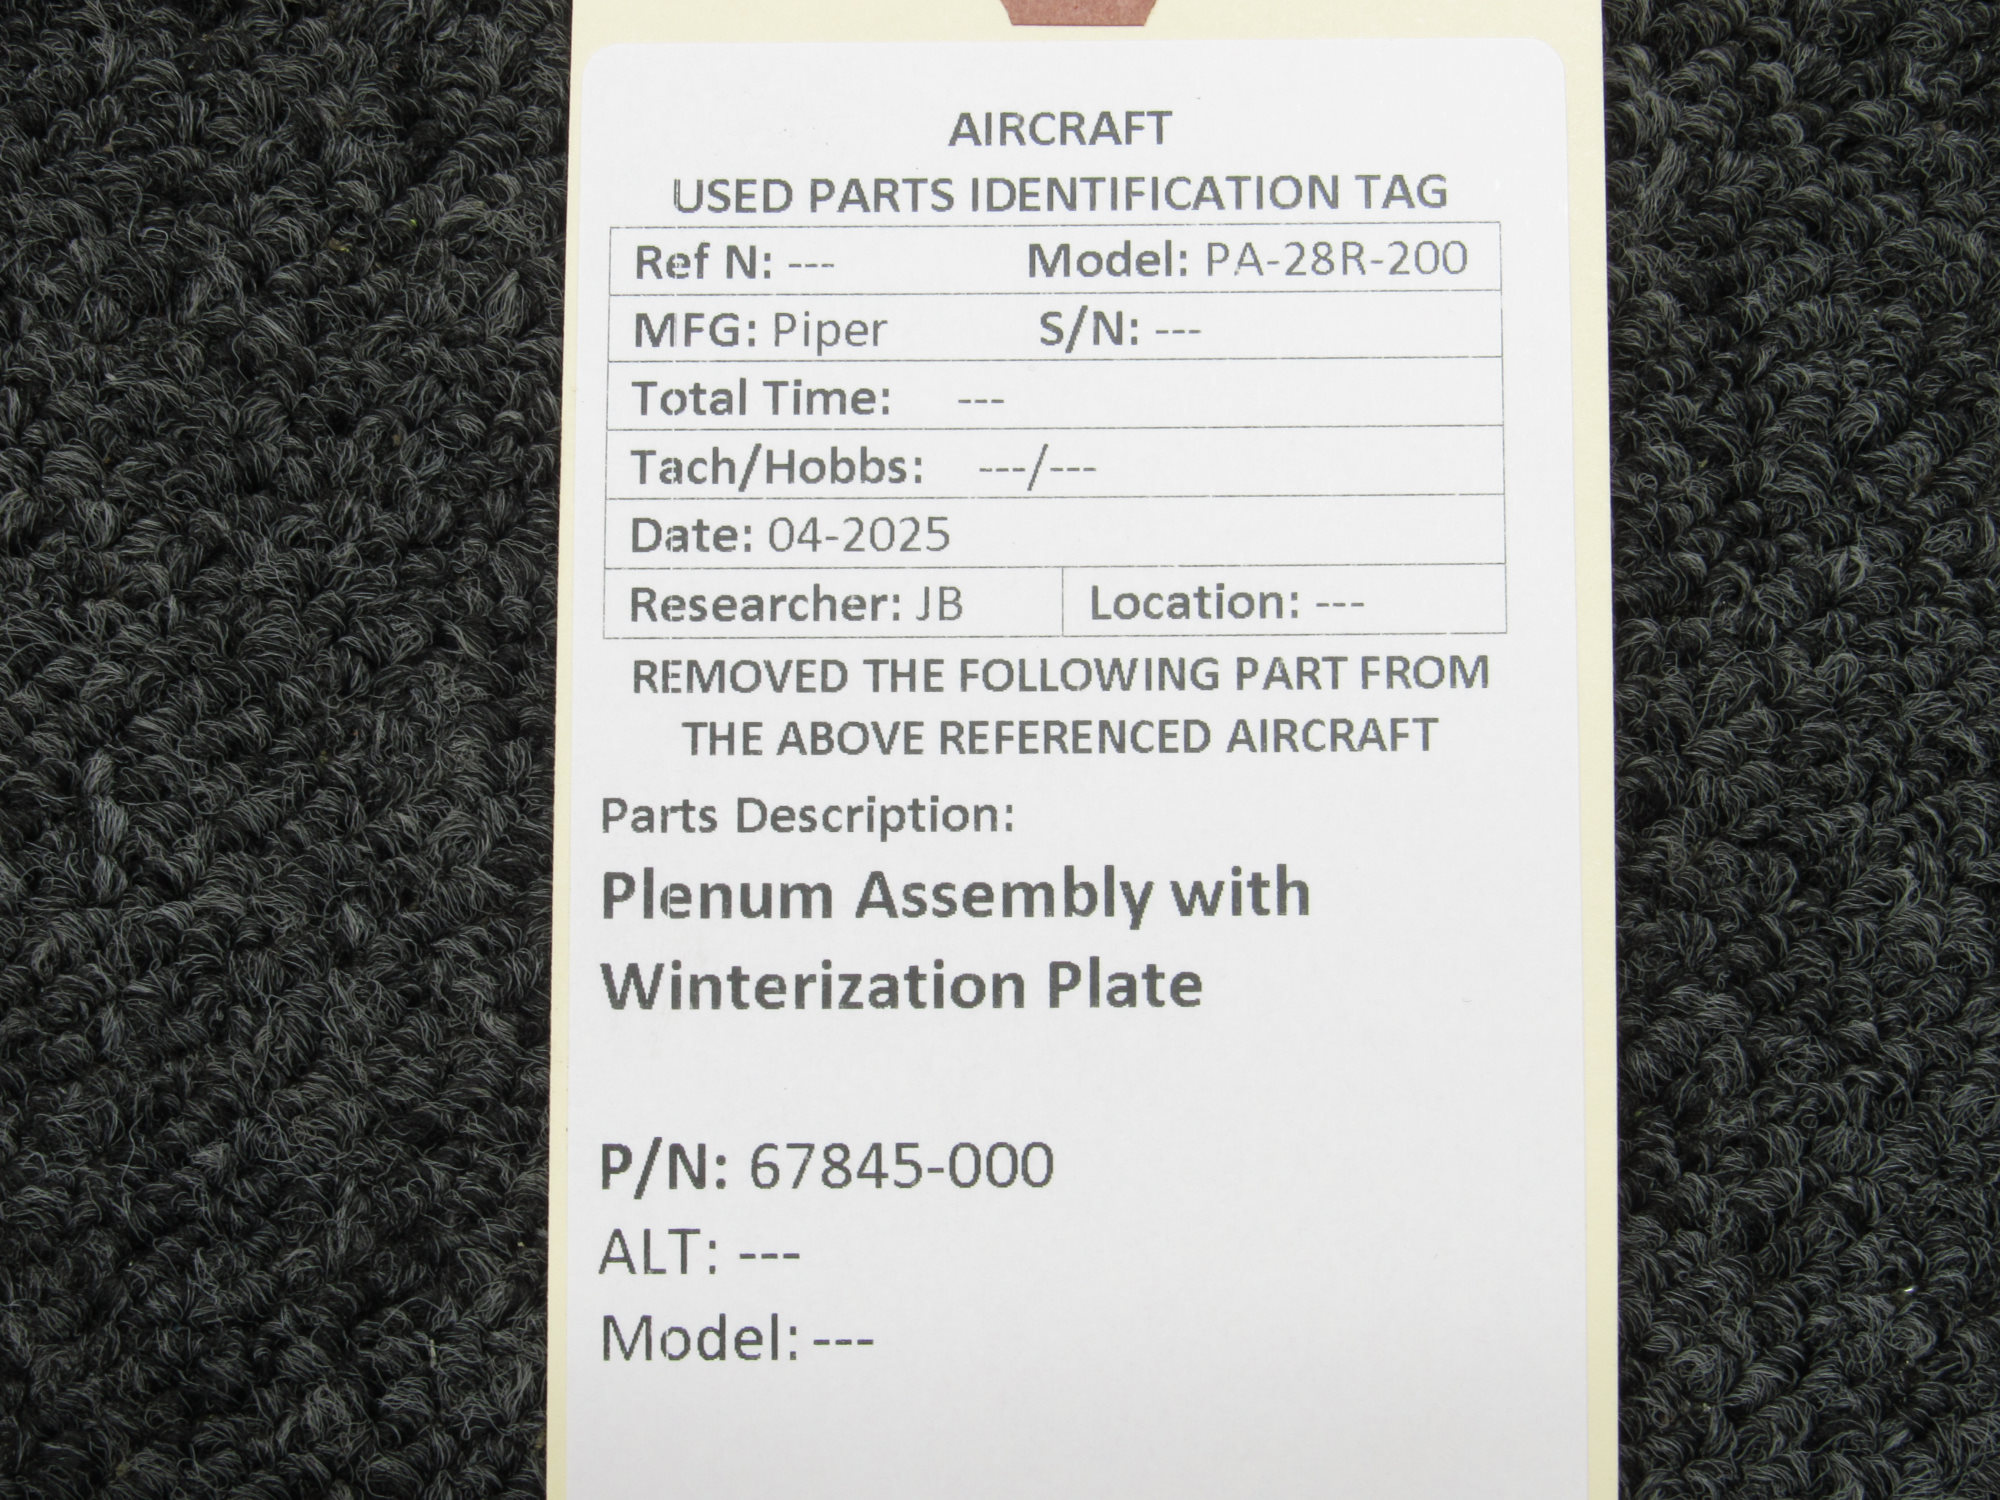 AIRCRAFT
USED PARTS IDENTIFICATION TAG
Ref N: --- Model: PA-28R-200
MFG: Piper S/N: ---
Total Time: ---
Tach/Hobbs: ---/---
Date: 04-2025
Researcher: JB Location: ---
REMOVED THE FOLLOWING PART FROM
THE ABOVE REFERENCED AIRCRAFT
Parts Description:
Plenum Assembly with
Winterization Plate
P/N: 67845-000
ALT: ---
Model: ---